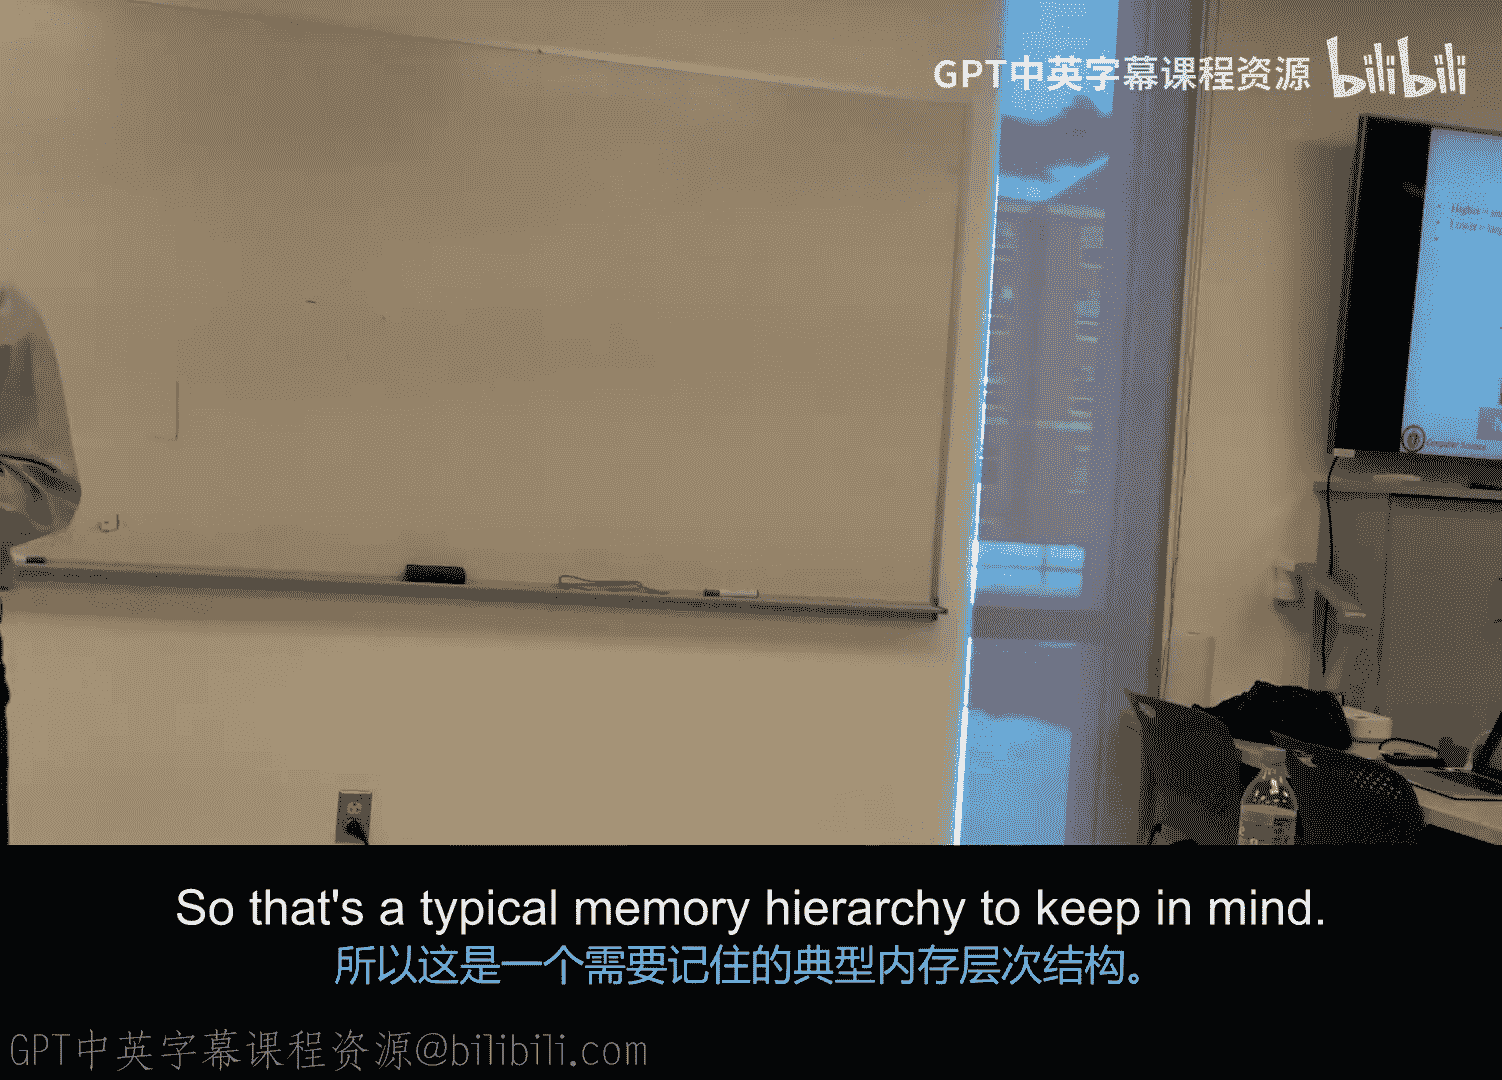 GPT中英字幕课程资源 bilibili
So that's a typical memory hierarchy to keep in mind.
所以这是一个需要记住的典型内存层次结构。
GPT中英字幕课程资源@bilibili.com